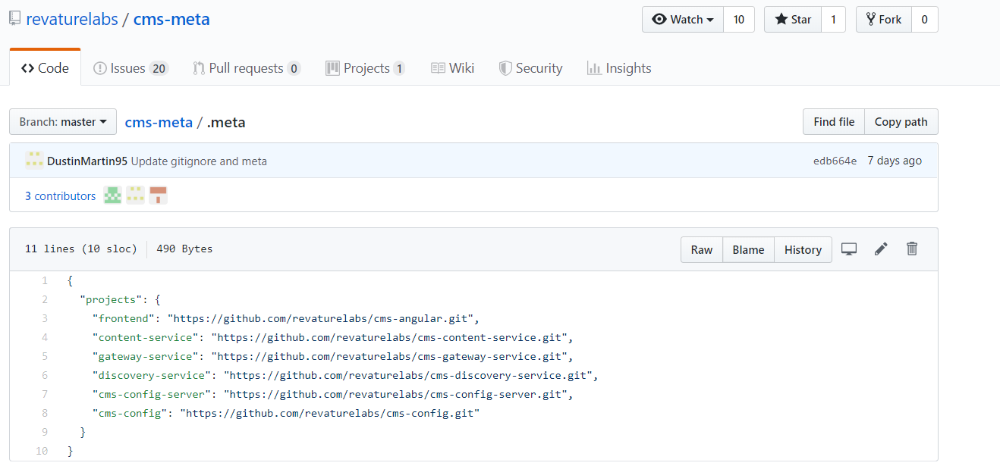 revaturelabs / cms-meta Watch 10 Star 1 Fork 0
Code Issues 20 Pull requests 0 Projects 1 Wiki Security Insights
Branch: master cms-meta / .meta Find file Copy path
DustinMartin95 Update gitignore and meta edb664e 7 days ago
3 contributors
11 lines (10 sloc) 490 Bytes Raw Blame History
1 {
2 "projects": {
3 "frontend": "https://github.com/revaturelabs/cms-angular.git",
4 "content-service": "https://github.com/revaturelabs/cms-content-service.git",
5 "gateway-service": "https://github.com/revaturelabs/cms-gateway-service.git",
6 "discovery-service": "https://github.com/revaturelabs/cms-discovery-service.git",
7 "cms-config-server": "https://github.com/revaturelabs/cms-config-server.git",
8 "cms-config": "https://github.com/revaturelabs/cms-config.git"
9 }
10 }